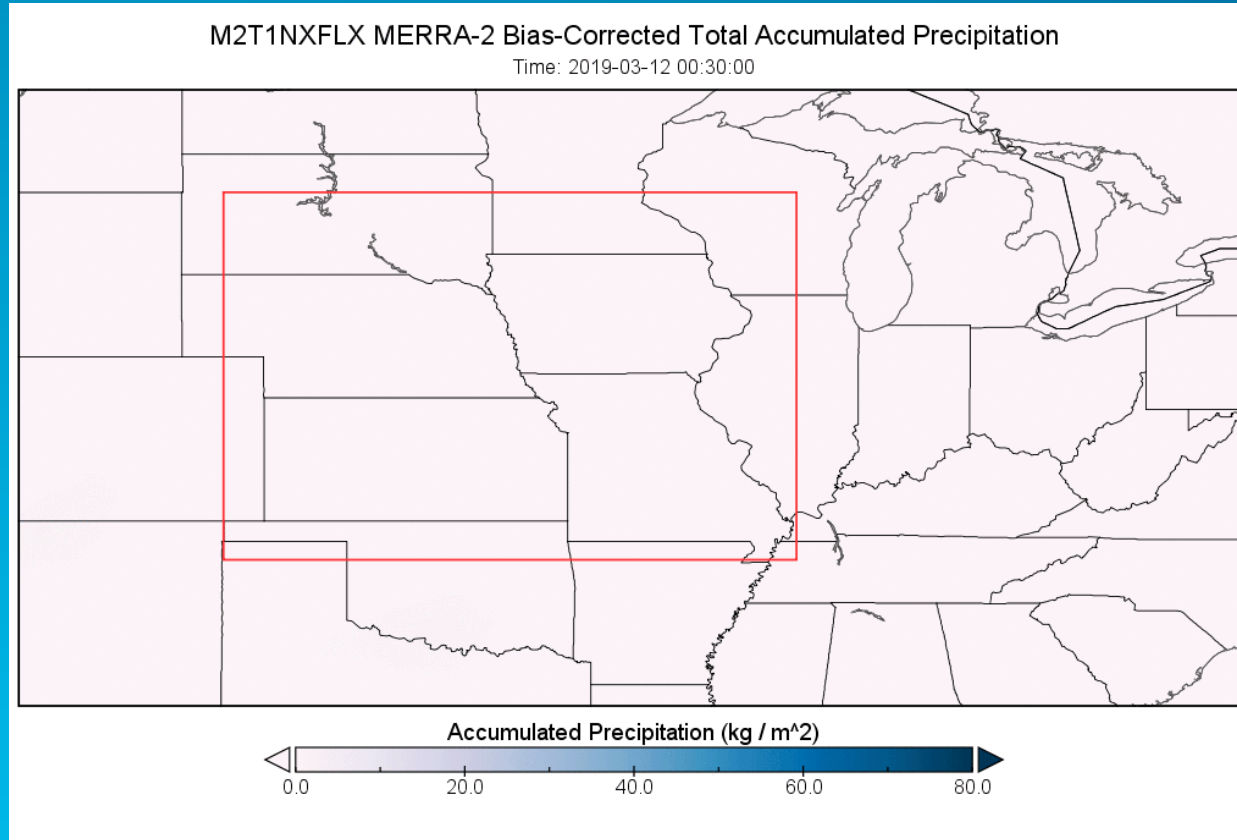 M2T1NXFLX MERRA-2 Bias-Corrected Total Accumulated Precipitation
Time: 2019-03-12 00:30:00
Accumulated Precipitation (kg / m^2)
0.0 20.0 40.0 60.0 80.0